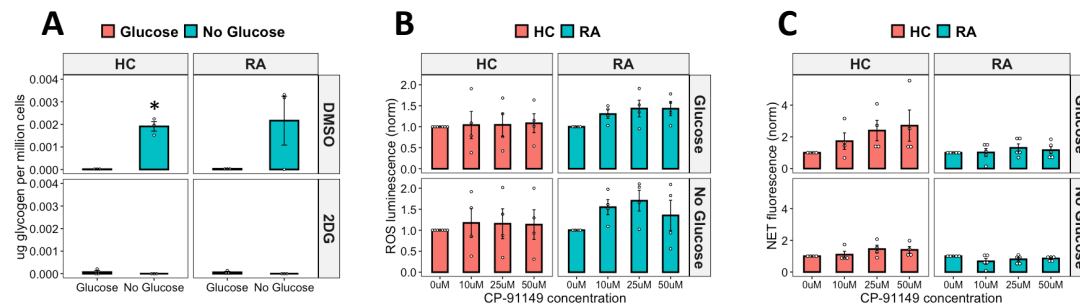 A
Glucose No Glucose
HC RA
0.004
0.003
0.002
0.001
0.000
*
DMSO
0.004
0.003
0.002
0.001
0.000
2DG
ug glycogen per million cells
Glucose No Glucose Glucose No Glucose
B
HC RA
HC RA
2.0
1.5
1.0
0.5
0.0
Glucose
2.0
1.5
1.0
0.5
0.0
No Glucose
ROS luminescence (norm)
0uM 10uM 25uM 50uM 0uM 10uM 25uM 50uM
CP-91149 concentration
C
HC RA
HC RA
4
2
0
Glucose
4
2
0
No Glucose
NET fluorescence (norm)
0uM 10uM 25uM 50uM 0uM 10uM 25uM 50uM
CP-91149 concentration